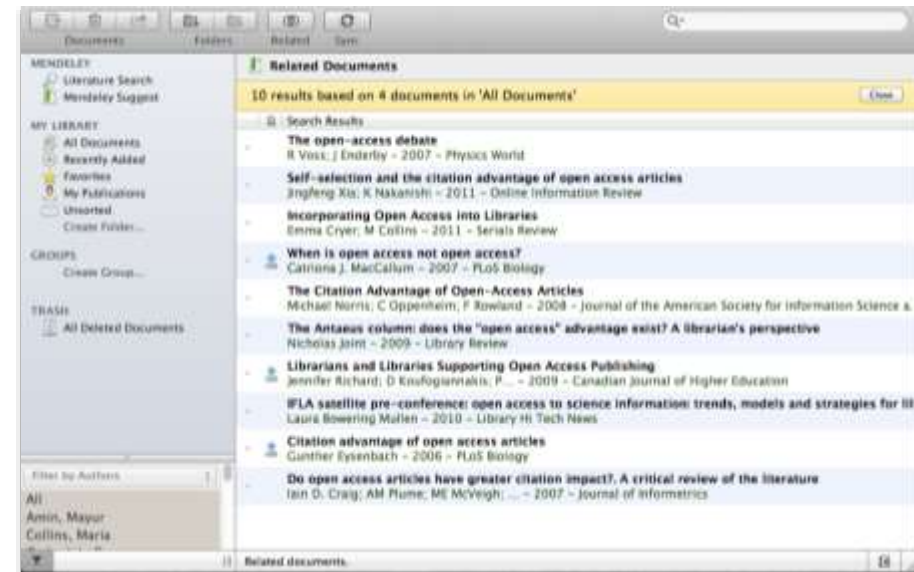 Documents
Folders
Related
Sync
MENDELEY
Literature Search
Mendeley Suggest
MY LIBRARY
All Documents
Recently Added
Favorites
My Publications
Unsorted
Create Folder...
GROUPS
Create Group...
TRASH
All Deleted Documents
Filter by Authors
All
Amin, Mayur
Collins, Maria
Related Documents
10 results based on 4 documents in 'All Documents'
Close
Search Results
The open-access debate
R Voss; J Enderby - 2007 - Physics World
Self-selection and the citation advantage of open access articles
Jingfeng Xia; K Nakanishi - 2011 - Online Information Review
Incorporating Open Access into Libraries
Emma Cryer; M Collins - 2011 - Serials Review
When is open access not open access?
Catriona J. MacCallum - 2007 - PLoS Biology
The Citation Advantage of Open-Access Articles
Michael Norris; C Oppenheim; F Rowland - 2008 - Journal of the American Society for Information Science a
The Antaeus column: does the "open access" advantage exist? A librarian's perspective
Nicholas Joint - 2009 - Library Review
Librarians and Libraries Supporting Open Access Publishing
Jennifer Richard; D Koufogiannakis; P... - 2009 - Canadian Journal of Higher Education
IFLA satellite pre-conference: open access to science information: trends, models and strategies for li
Laura Bowering Mullen - 2010 - Library Hi Tech News
Citation advantage of open access articles
Gunther Eysenbach - 2006 - PLoS Biology
Do open access articles have greater citation impact?. A critical review of the literature
Iain D. Craig; AM Plume; ME McVeigh; ... - 2007 - Journal of Informetrics
Related documents.